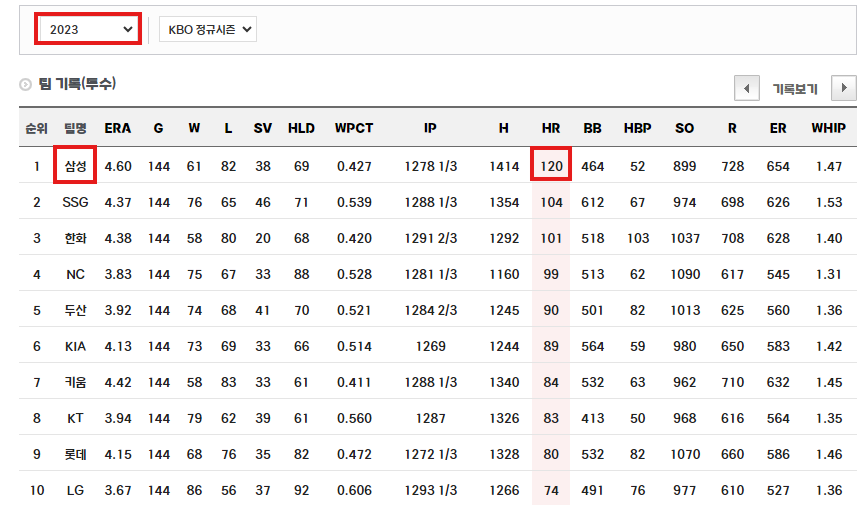 2023 KBO 정규시즌
팀 기록(투수) 기록보기
순위 팀명 ERA G W L SV HLD WPCT IP H HR BB HBP SO R ER WHIP
1 삼성 4.60 144 61 82 38 69 0.427 1278 1/3 1414 120 464 52 899 728 654 1.47
2 SSG 4.37 144 76 65 46 71 0.539 1288 1/3 1354 104 612 67 974 698 626 1.53
3 한화 4.38 144 58 80 20 68 0.420 1291 2/3 1292 101 518 103 1037 708 628 1.40
4 NC 3.83 144 75 67 33 88 0.528 1281 1/3 1160 99 513 62 1090 617 545 1.31
5 두산 3.92 144 74 68 41 70 0.521 1284 2/3 1245 90 501 82 1013 625 560 1.36
6 KIA 4.13 144 73 69 33 66 0.514 1269 1244 89 564 59 980 650 583 1.42
7 키움 4.42 144 58 83 33 61 0.411 1288 1/3 1340 84 532 63 962 710 632 1.45
8 KT 3.94 144 79 62 39 61 0.560 1287 1326 83 413 50 968 616 564 1.35
9 롯데 4.15 144 68 76 35 82 0.472 1272 1/3 1328 80 532 82 1070 660 586 1.46
10 LG 3.67 144 86 56 37 92 0.606 1293 1/3 1266 74 491 76 977 610 527 1.36